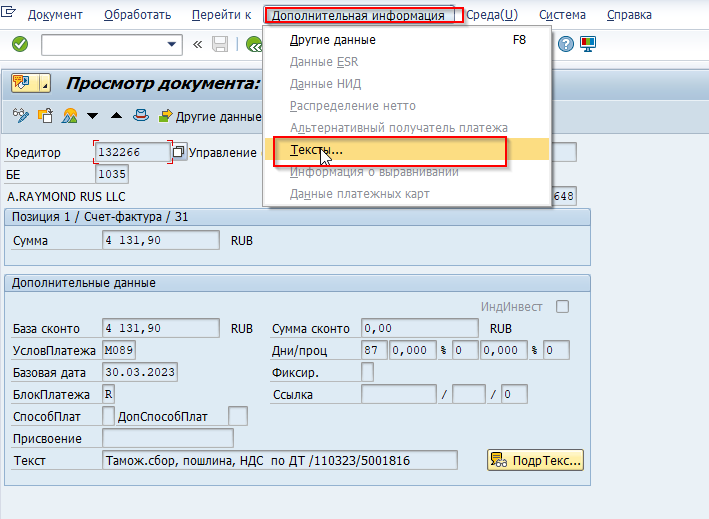 Документ Обработать Перейти к Дополнительная информация Среда(U) Система Справка
Другие данные F8
Данные ESR
Данные НИД
Распределение нетто
Альтернативный получатель платежа
Тексты...
Информация о выравнивании
Данные платежных карт
Просмотр документа:
Другие данные
Кредитор 132266 Управление
БЕ 1035
A.RAYMOND RUS LLC 648
Позиция 1 / Счет-фактура / 31
Сумма 4 131,90 RUB
Дополнительные данные
ИндИнвест
База сконто 4 131,90 RUB Сумма сконто 0,00 RUB
УсловПлатежа M089 Дни/проц 87 0,000 % 0 0,000 % 0
Базовая дата 30.03.2023 Фиксир.
БлокПлатежа R Ссылка / / 0
СпособПлат ДопСпособПлат
Присвоение
Текст Тамож.сбор, пошлина, НДС по ДТ /110323/5001816 ПодрТекс...